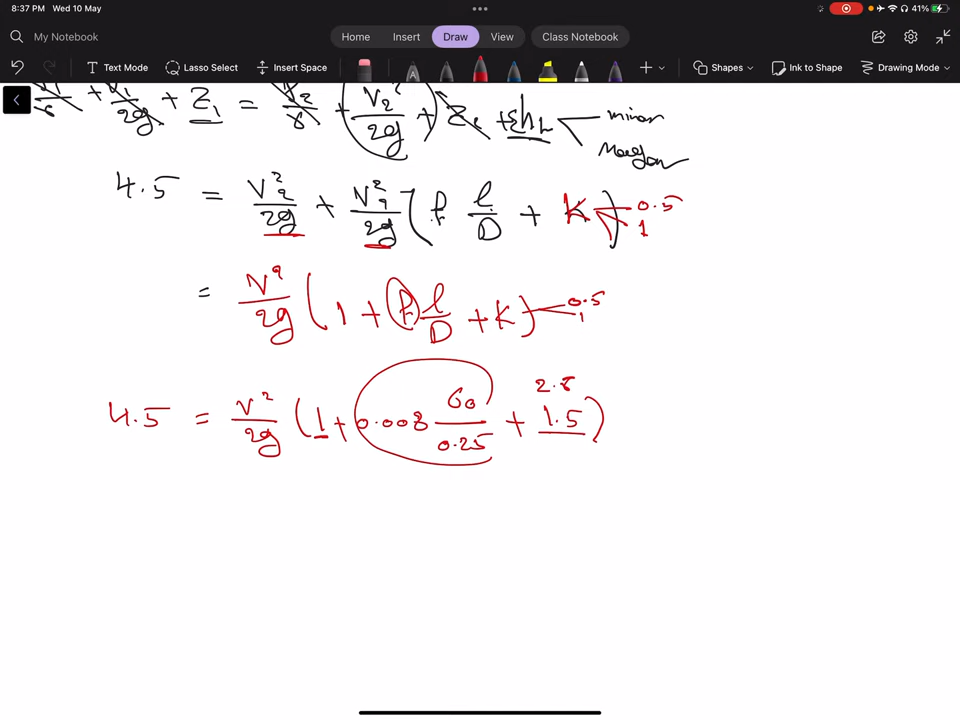 8:37 PM Wed 10 May 41%
My Notebook Home Insert Draw View Class Notebook
Text Mode Lasso Select Insert Space Shapes Ink to Shape Drawing Mode
+ + Z₁ = + V₂²/2g + + Σh_L minor
4.5 = V₂²/2g + V₂²/2g (f l/D + K) 0.5 1
= V²/2g (1 + f l/D + K) 0.5 1
2.5
4.5 = V²/2g (1 + 0.008 60/0.25 + 1.5)